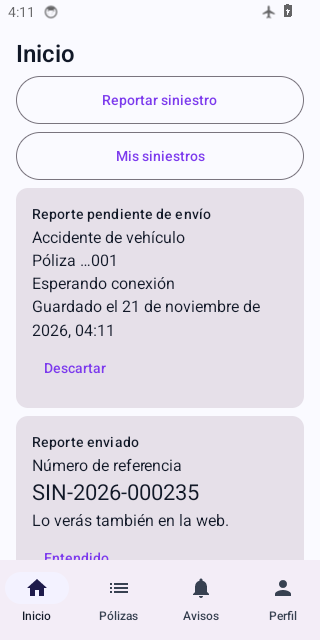 4:11
Inicio
Reportar siniestro
Mis siniestros
Reporte pendiente de envío
Accidente de vehículo
Póliza …001
Esperando conexión
Guardado el 21 de noviembre de
2026, 04:11
Descartar
Reporte enviado
Número de referencia
SIN-2026-000235
Lo verás también en la web.
Entendido
Inicio
Pólizas
Avisos
Perfil